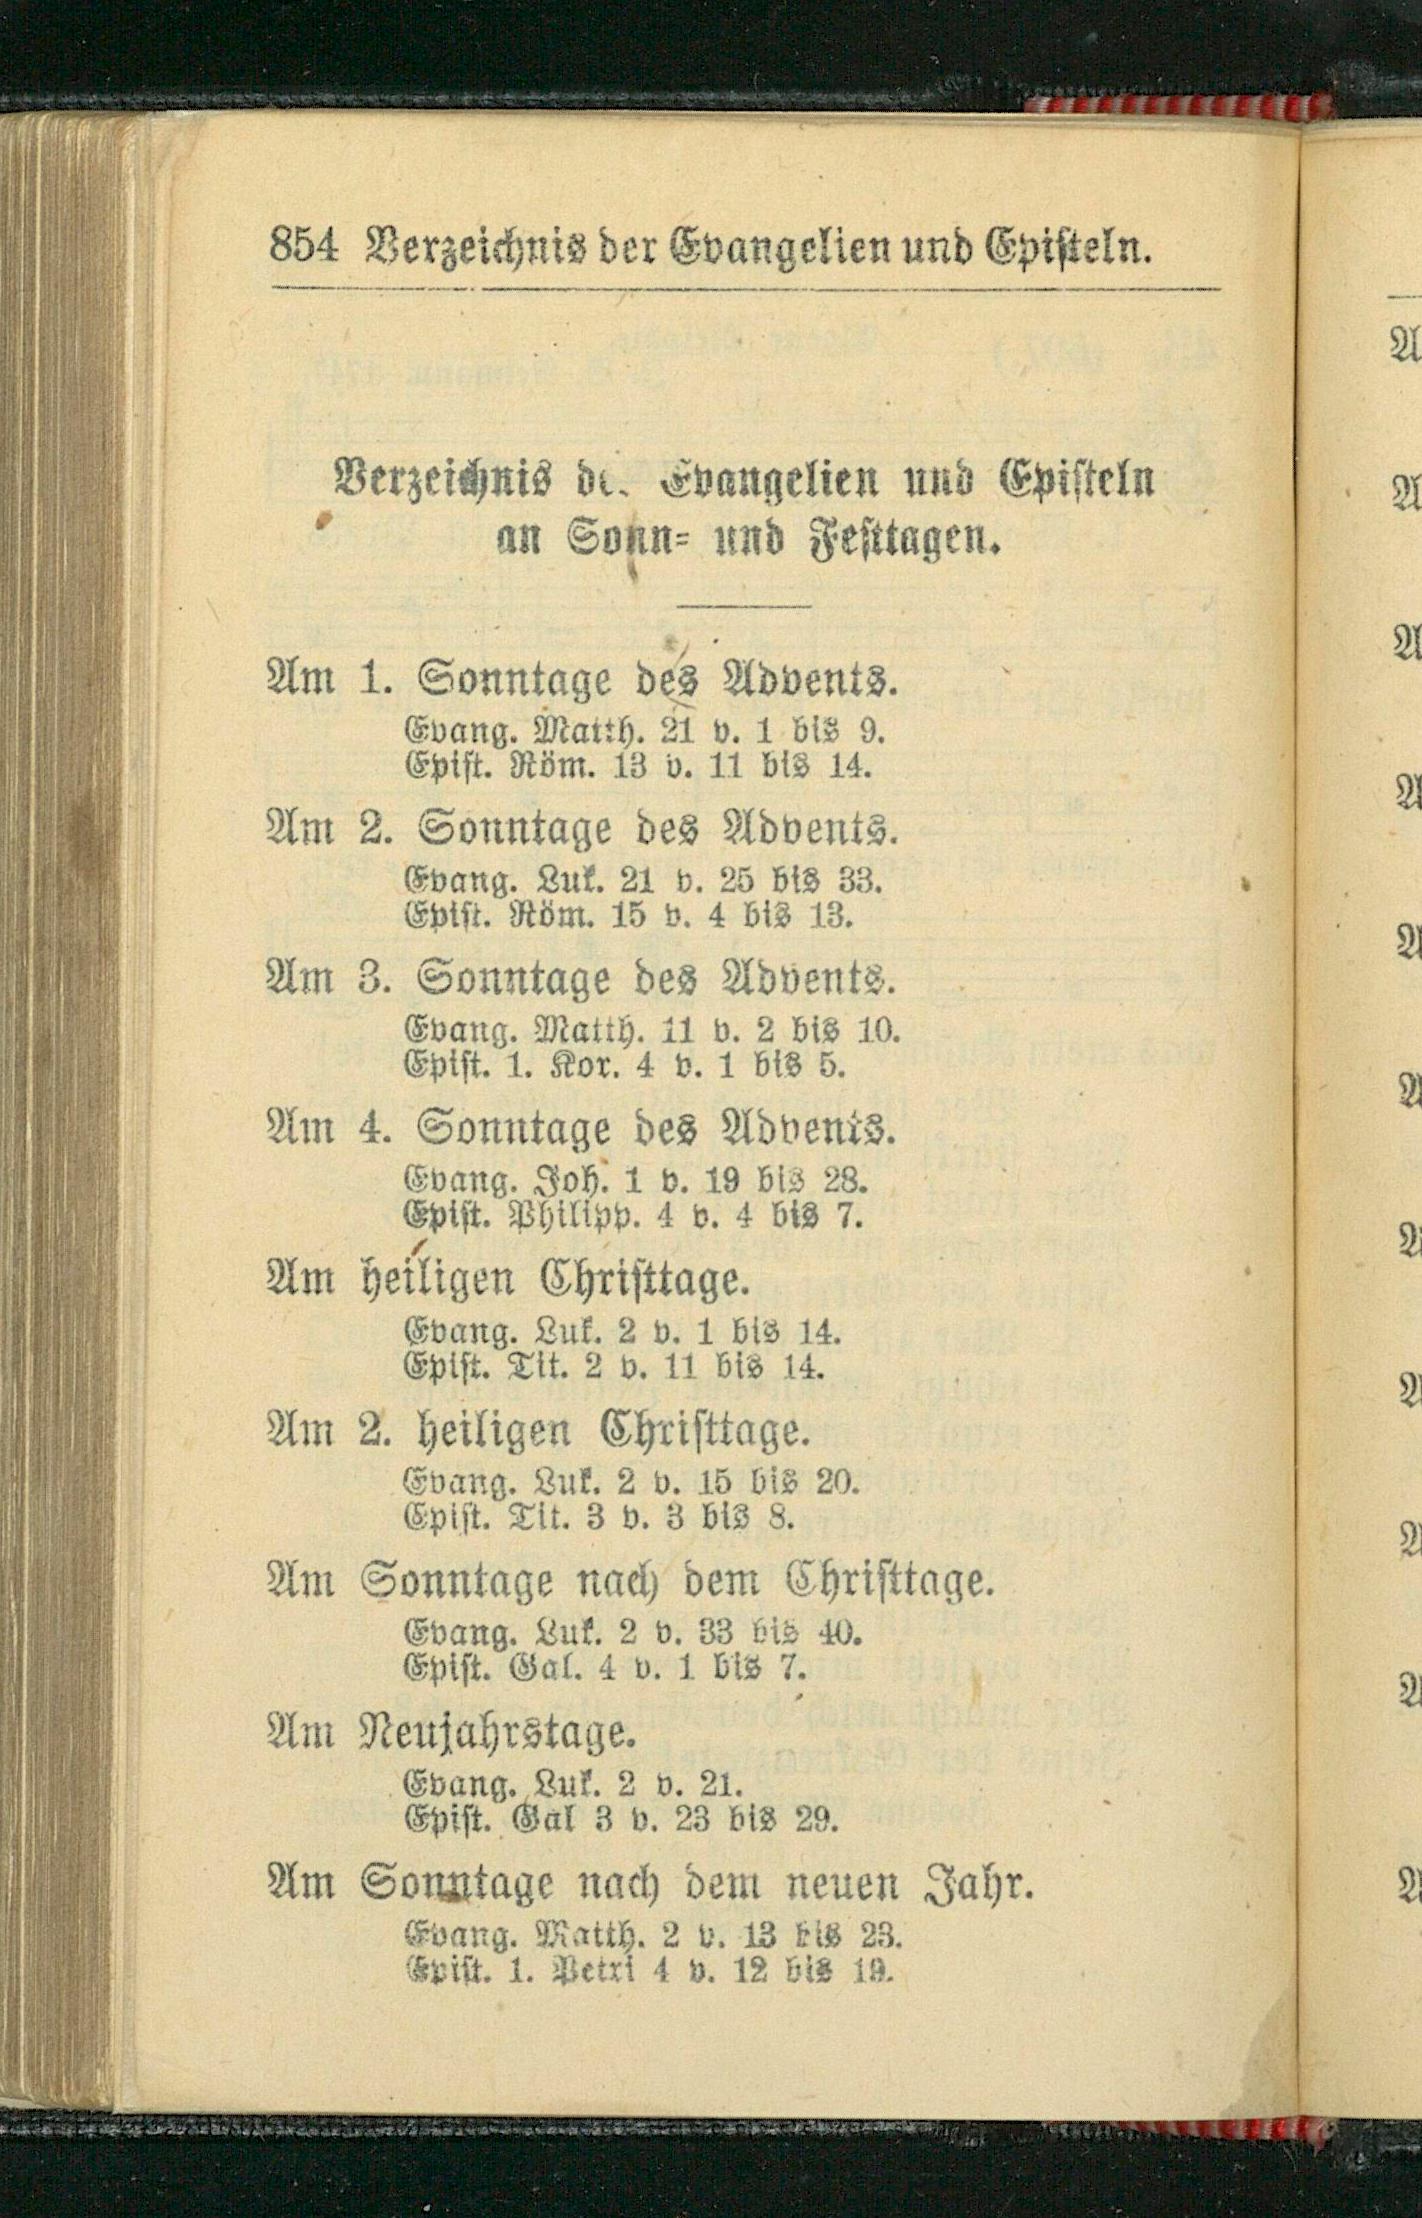 854 Verzeichnis der Evangelien und Episteln.
Verzeichnis de. Evangelien und Episteln
an Sonn- und Festtagen.
Am 1. Sonntage des Advents.
Evang. Matth. 21 v. 1 bis 9.
Epist. Röm. 13 v. 11 bis 14.
Am 2. Sonntage des Advents.
Evang. Luk. 21 v. 25 bis 33.
Epist. Röm. 15 v. 4 bis 13.
Am 3. Sonntage des Advents.
Evang. Matth. 11 v. 2 bis 10.
Epist. 1. Kor. 4 v. 1 bis 5.
Am 4. Sonntage des Advents.
Evang. Joh. 1 v. 19 bis 28.
Epist. Philipp. 4 v. 4 bis 7.
Am heiligen Christtage.
Evang. Luk. 2 v. 1 bis 14.
Epist. Tit. 2 v. 11 bis 14.
Am 2. heiligen Christtage.
Evang. Luk. 2 v. 15 bis 20.
Epist. Tit. 3 v. 3 bis 8.
Am Sonntage nach dem Christtage.
Evang. Luk. 2 v. 33 bis 40.
Epist. Gal. 4 v. 1 bis 7.
Am Neujahrstage.
Evang. Luk. 2 v. 21.
Epist. Gal 3 v. 23 bis 29.
Am Sonntage nach dem neuen Jahr.
Evang. Matth. 2 v. 13 bis 23.
Epist. 1. Petri 4 v. 12 bis 19.